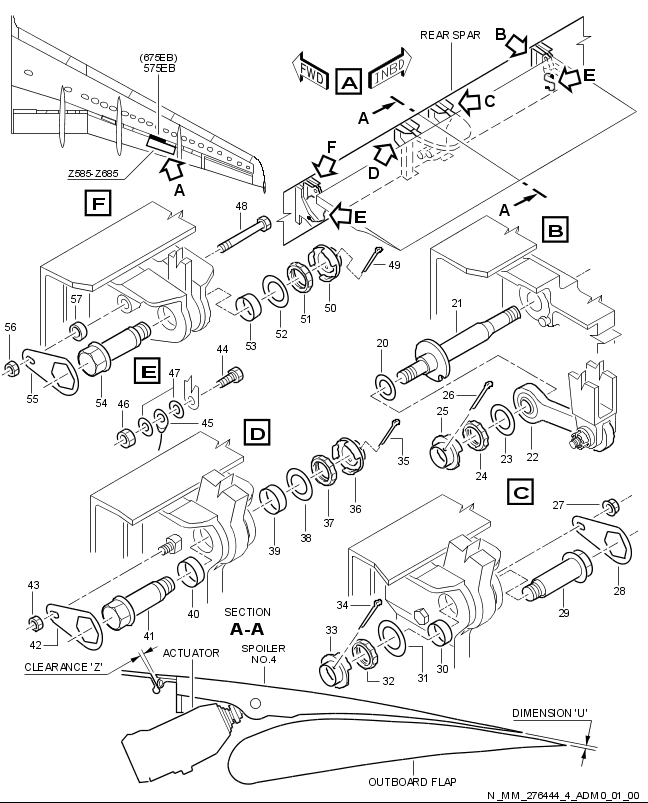 REAR SPAR
B
(675EB)
575EB
FWD
A
INBD
E
C
A
F
D
Z585-Z685
A
E
A
F
48
B
49
50
51
52
53
21
57
56
20
55
54
E
47
44
26
25
46
45
D
24
23
22
35
36
37
38
39
C
27
43
34
28
40
29
42
41
SECTION
A-A
33
32
31
30
CLEARANCE 'Z'
ACTUATOR
SPOILER
NO.4
DIMENSION 'U'
OUTBOARD FLAP
N_MM_276444_4_ADM0_01_00